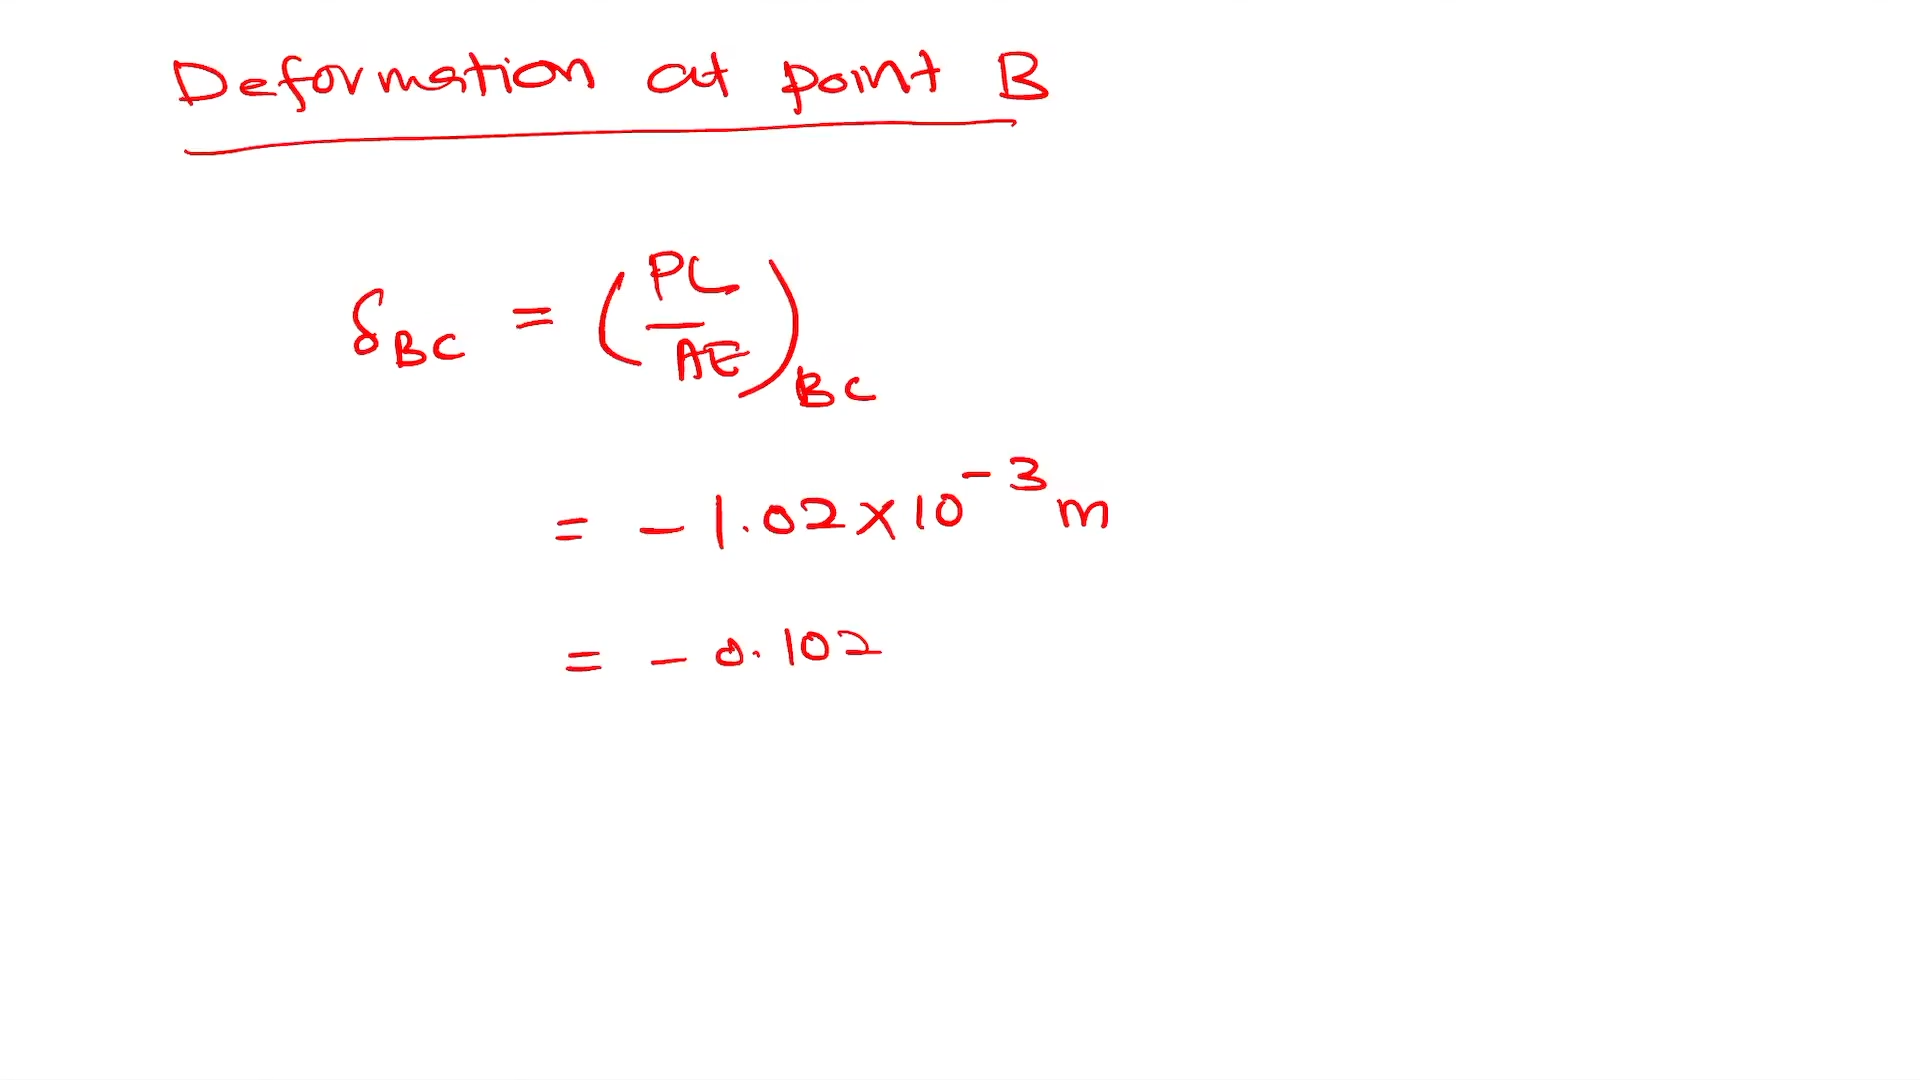 Deformation at point B
δBC = (PL/AE)BC
= -1.02×10⁻³ m
= -0.102